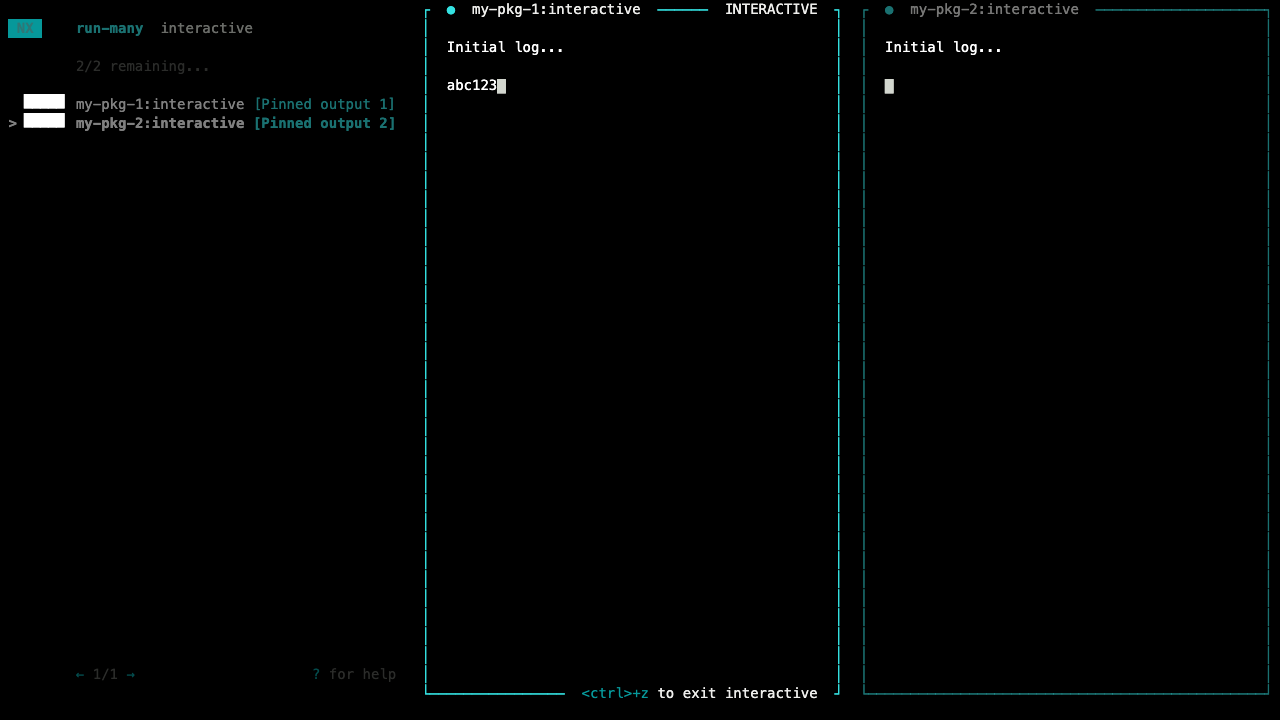 NX run-many interactive
2/2 remaining...
my-pkg-1:interactive [Pinned output 1]
> my-pkg-2:interactive [Pinned output 2]
← 1/1 → ? for help
my-pkg-1:interactive INTERACTIVE
Initial log...
abc123
<ctrl>+z to exit interactive
my-pkg-2:interactive
Initial log...